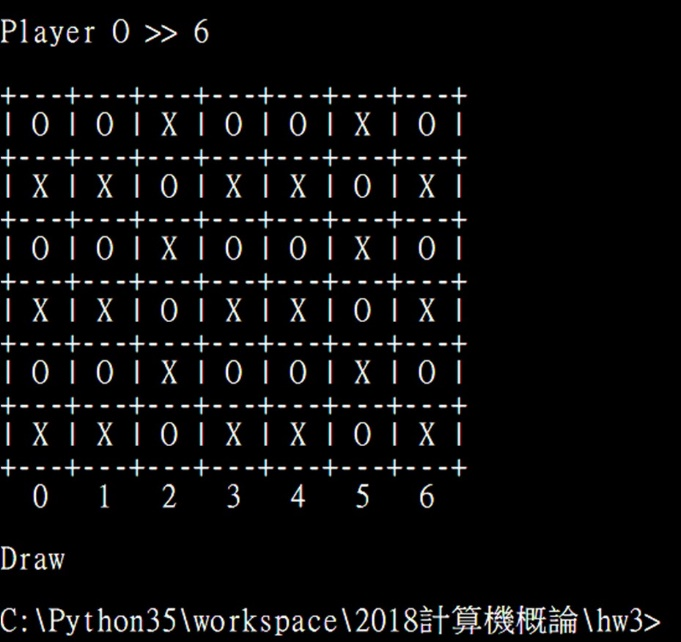 Player O >> 6
+---+---+---+---+---+---+---+
| O | O | X | O | O | X | O |
+---+---+---+---+---+---+---+
| X | X | O | X | X | O | X |
+---+---+---+---+---+---+---+
| O | O | X | O | O | X | O |
+---+---+---+---+---+---+---+
| X | X | O | X | X | O | X |
+---+---+---+---+---+---+---+
| O | O | X | O | O | X | O |
+---+---+---+---+---+---+---+
| X | X | O | X | X | O | X |
+---+---+---+---+---+---+---+
0 1 2 3 4 5 6
Draw
C:\Python35\workspace\2018計算機概論\hw3>